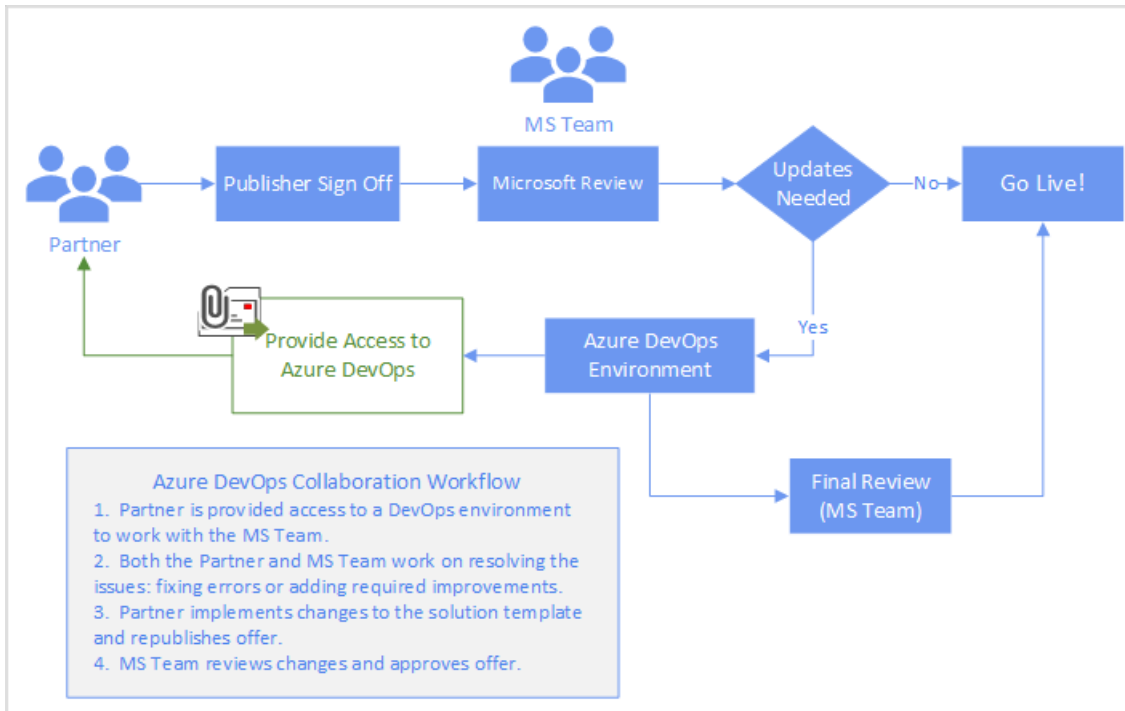 MS Team
Partner
Publisher Sign Off
Microsoft Review
Updates
Needed
No
Go Live!
Yes
Provide Access to
Azure DevOps
Azure DevOps
Environment
Final Review
(MS Team)
Azure DevOps Collaboration Workflow
1. Partner is provided access to a DevOps environment
to work with the MS Team.
2. Both the Partner and MS Team work on resolving the
issues: fixing errors or adding required improvements.
3. Partner implements changes to the solution template
and republishes offer.
4. MS Team reviews changes and approves offer.